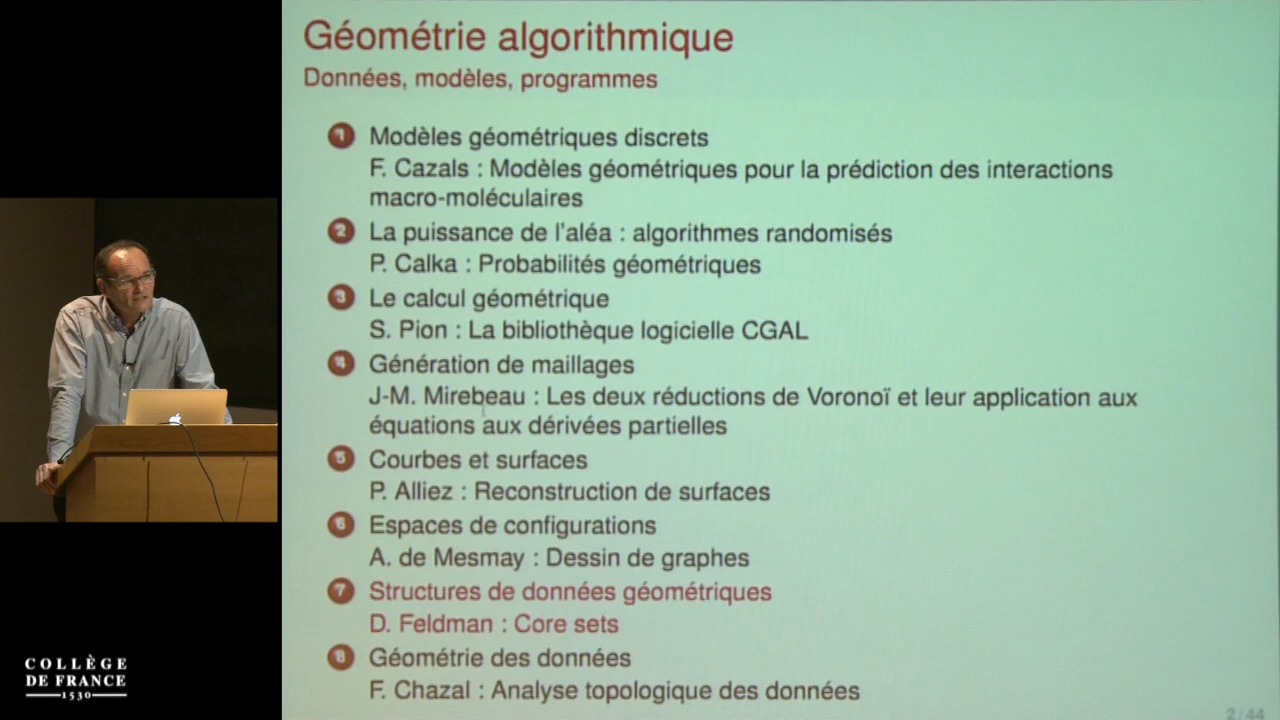 Géométrie algorithmique
Données, modèles, programmes
1 Modèles géométriques discrets
F. Cazals : Modèles géométriques pour la prédiction des interactions
macro-moléculaires
2 La puissance de l'aléa : algorithmes randomisés
P. Calka : Probabilités géométriques
3 Le calcul géométrique
S. Pion : La bibliothèque logicielle CGAL
4 Génération de maillages
J-M. Mirebeau : Les deux réductions de Voronoï et leur application aux
équations aux dérivées partielles
5 Courbes et surfaces
P. Alliez : Reconstruction de surfaces
6 Espaces de configurations
A. de Mesmay : Dessin de graphes
7 Structures de données géométriques
D. Feldman : Core sets
8 Géométrie des données
F. Chazal : Analyse topologique des données
2 / 44
COLLÈGE
DE FRANCE
1530